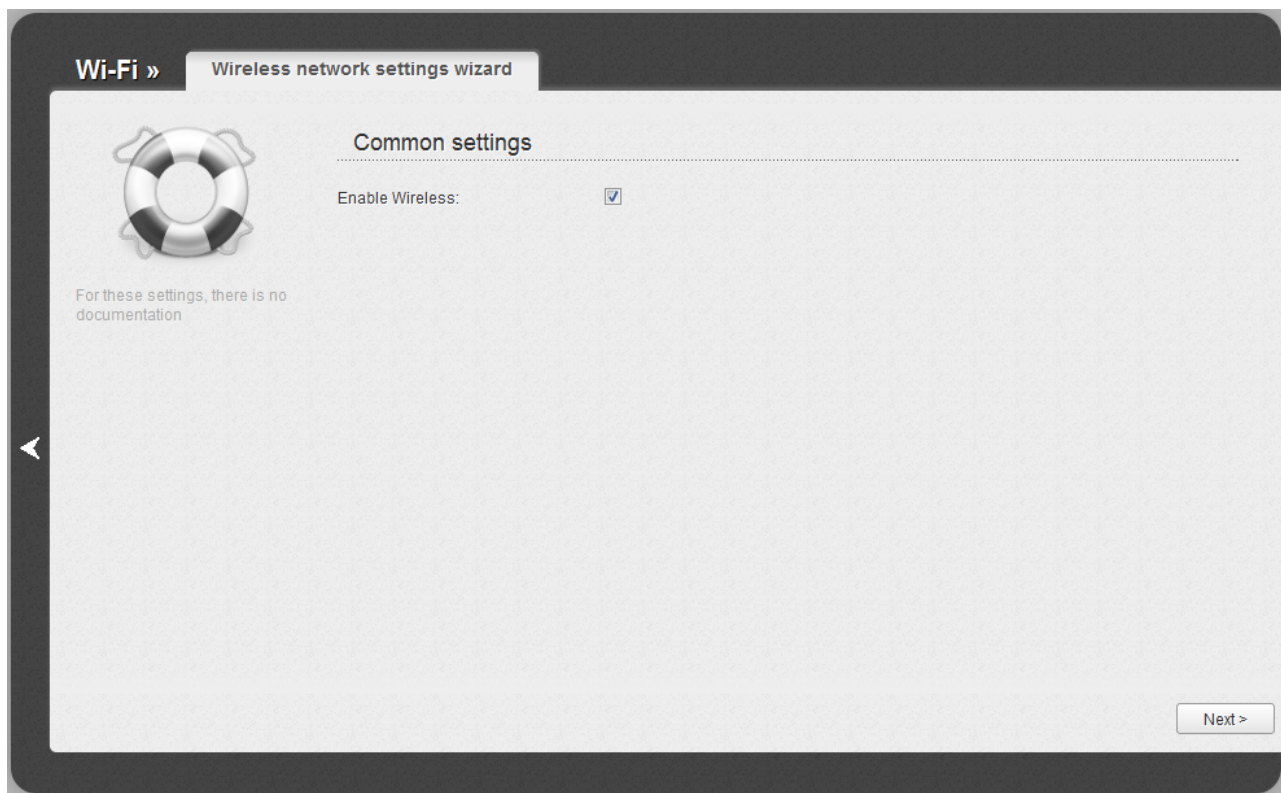 Wi-Fi »
Wireless network settings wizard
Common settings
Enable Wireless:
For these settings, there is no
documentation
Next >